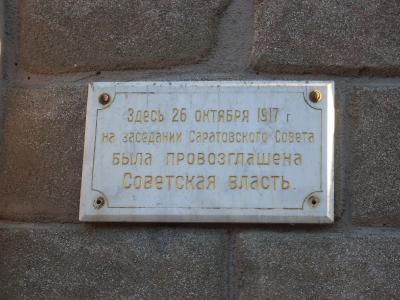 Здесь 26 октября 1917 г
на заседании Саратовского Совета
была провозглашена
Советская власть.